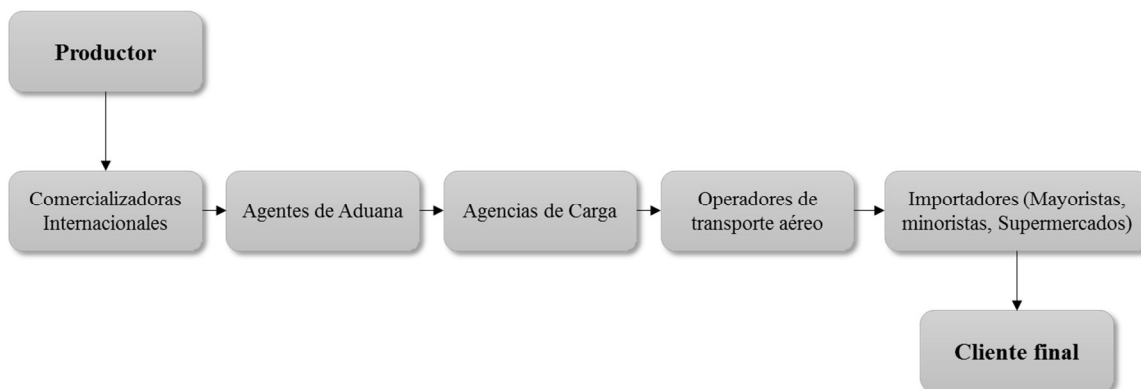 Productor
Comercializadoras
Internacionales
Agentes de Aduana
Agencias de Carga
Operadores de
transporte aéreo
Importadores (Mayoristas,
minoristas, Supermercados)
Cliente final